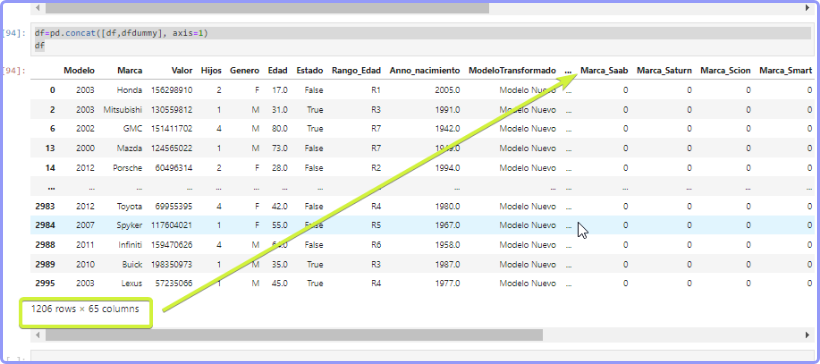 [94]: df=pd.concat([df,dfdummy], axis=1)
df
[94]: Modelo Marca Valor Hijos Genero Edad Estado Rango_Edad Anno_nacimiento ModeloTransformado ... Marca_Saab Marca_Saturn Marca_Scion Marca_Smart
0 2003 Honda 156298910 2 F 17.0 False R1 2005.0 Modelo Nuevo ... 0 0 0 0
2 2003 Mitsubishi 130559812 1 M 31.0 True R3 1991.0 Modelo Nuevo ... 0 0 0 0
6 2002 GMC 151411702 4 M 80.0 True R7 1942.0 Modelo Nuevo ... 0 0 0 0
13 2000 Mazda 124565022 1 M 73.0 False R7 Modelo Nuevo ... 0 0 0 0
14 2012 Porsche 60496314 2 F 28.0 False R2 1994.0 Modelo Nuevo ... 0 0 0 0
... ... ... ... ... ... ... ... ... ... ... ... ... ... ... ...
2983 2012 Toyota 69955395 4 F 42.0 False R4 1980.0 Modelo Nuevo ... 0 0 0 0
2984 2007 Spyker 117604021 1 F 55.0 False R5 1967.0 Modelo Nuevo ... 0 0 0 0
2988 2011 Infiniti 159470626 4 M False R6 1958.0 Modelo Nuevo ... 0 0 0 0
2989 2010 Buick 198350973 1 M 35.0 True R3 1987.0 Modelo Nuevo ... 0 0 0 0
2995 2003 Lexus 57235066 1 M 45.0 True R4 1977.0 Modelo Nuevo ... 0 0 0 0
1206 rows × 65 columns